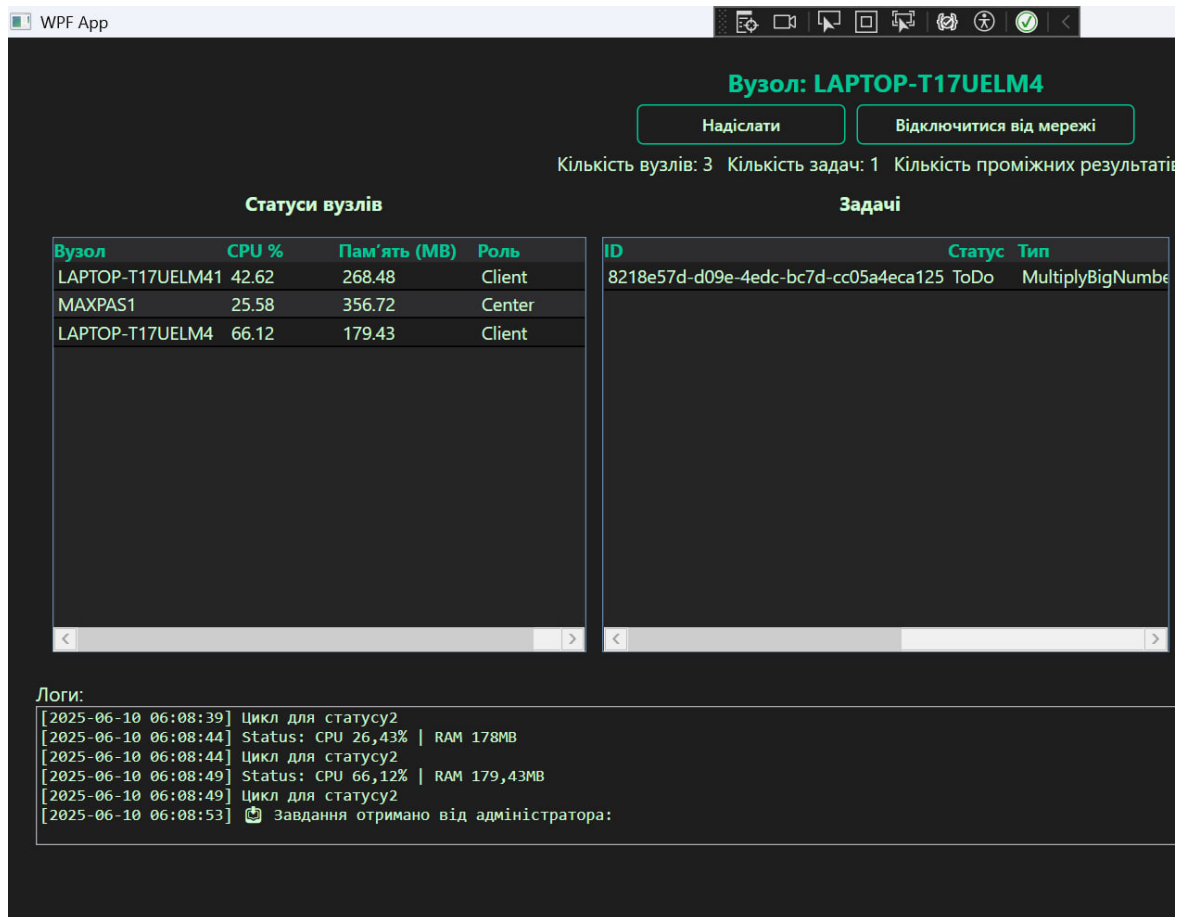 WPF App
Вузол: LAPTOP-T17UELM4
Надіслати
Відключитися від мережі
Кількість вузлів: 3 Кількість задач: 1 Кількість проміжних результатів
Статуси вузлів
Вузол CPU % Пам'ять (MB) Роль
LAPTOP-T17UELM41 42.62 268.48 Client
MAXPAS1 25.58 356.72 Center
LAPTOP-T17UELM4 66.12 179.43 Client
Задачі
ID Статус Тип
8218e57d-d09e-4edc-bc7d-cc05a4eca125 ToDo MultiplyBigNumbe
Логи:
[2025-06-10 06:08:39] Цикл для статусу2
[2025-06-10 06:08:44] Status: CPU 26,43% | RAM 178MB
[2025-06-10 06:08:44] Цикл для статусу2
[2025-06-10 06:08:49] Status: CPU 66,12% | RAM 179,43MB
[2025-06-10 06:08:49] Цикл для статусу2
[2025-06-10 06:08:53] Завдання отримано від адміністратора: